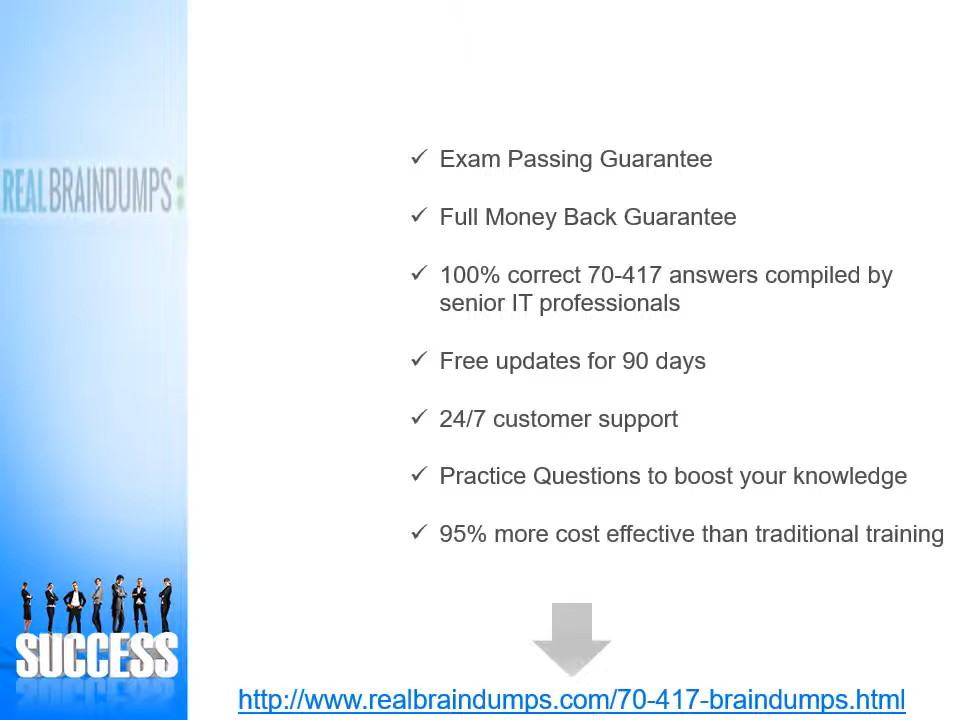 REALBRAINDUMPS:
Exam Passing Guarantee
Full Money Back Guarantee
100% correct 70-417 answers compiled by
senior IT professionals
Free updates for 90 days
24/7 customer support
Practice Questions to boost your knowledge
95% more cost effective than traditional training
SUCCESS
http://www.realbraindumps.com/70-417-braindumps.html